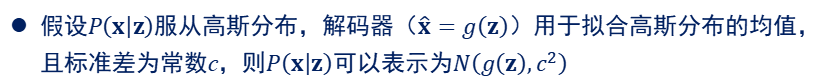 ● 假设P(x|z)服从高斯分布，解码器（x̂ = g(z)）用于拟合高斯分布的均值，
且标准差为常数c，则P(x|z)可以表示为N(g(z), c²)